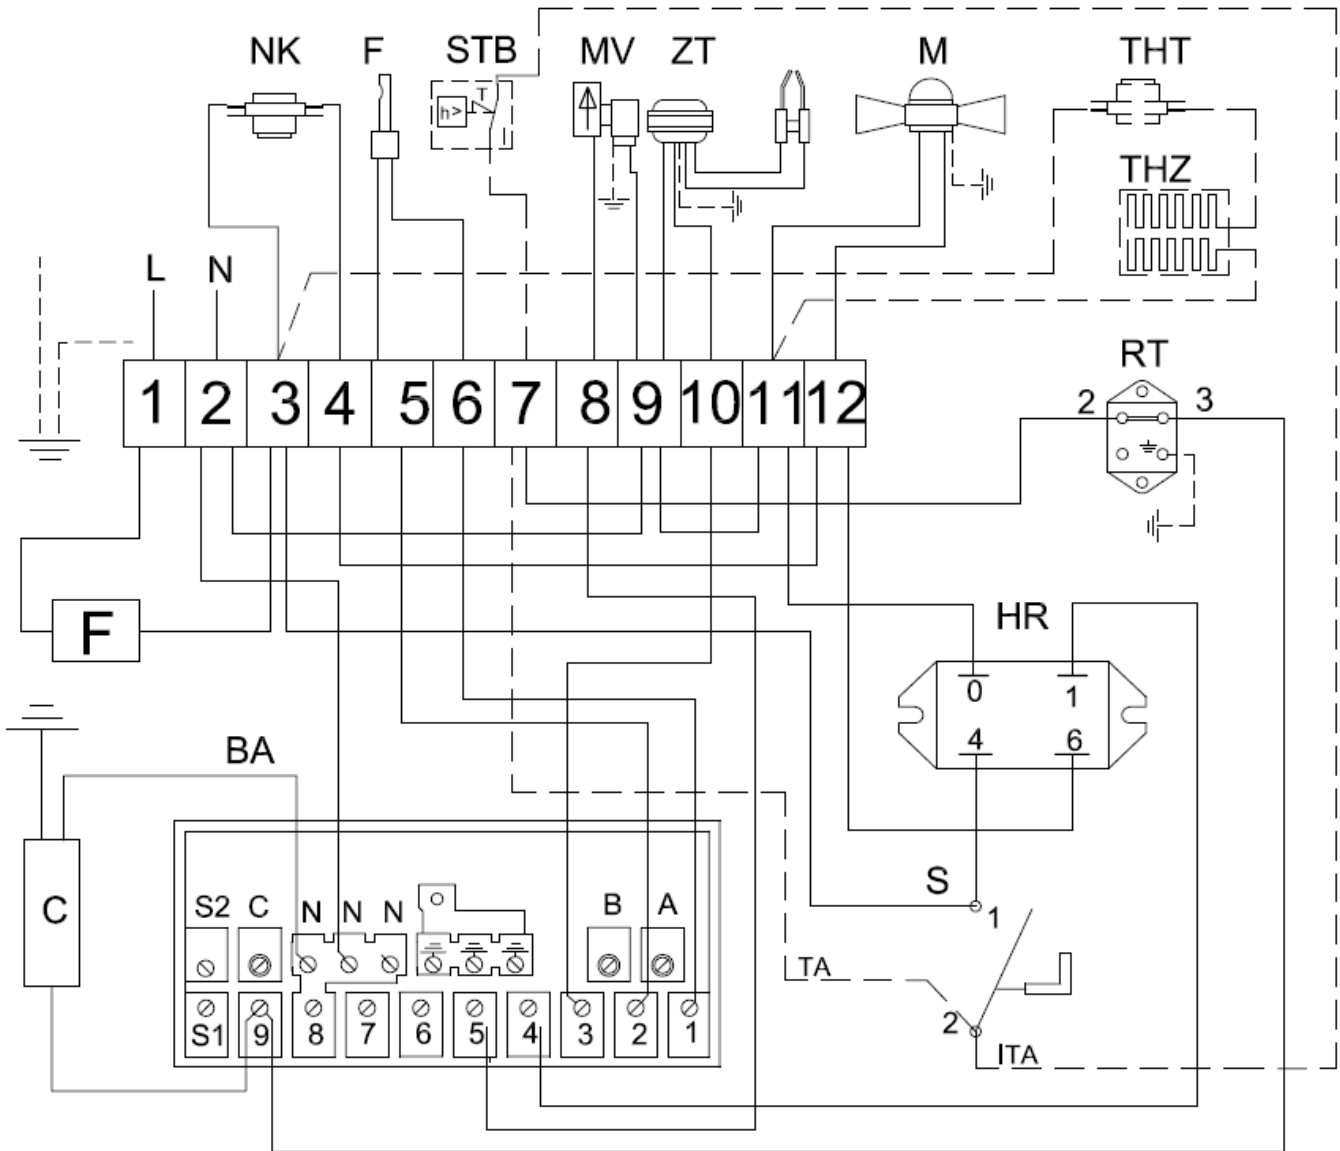 NK F STB MV ZT M THT
h> T
THZ
L N
RT
1 2 3 4 5 6 7 8 9 10 11 12
2 3
HR
F
0 1
4 6
BA
S
C
S2 C N N N B A
1
TA
S1 9 8 7 6 5 4 3 2 1
2
ITA